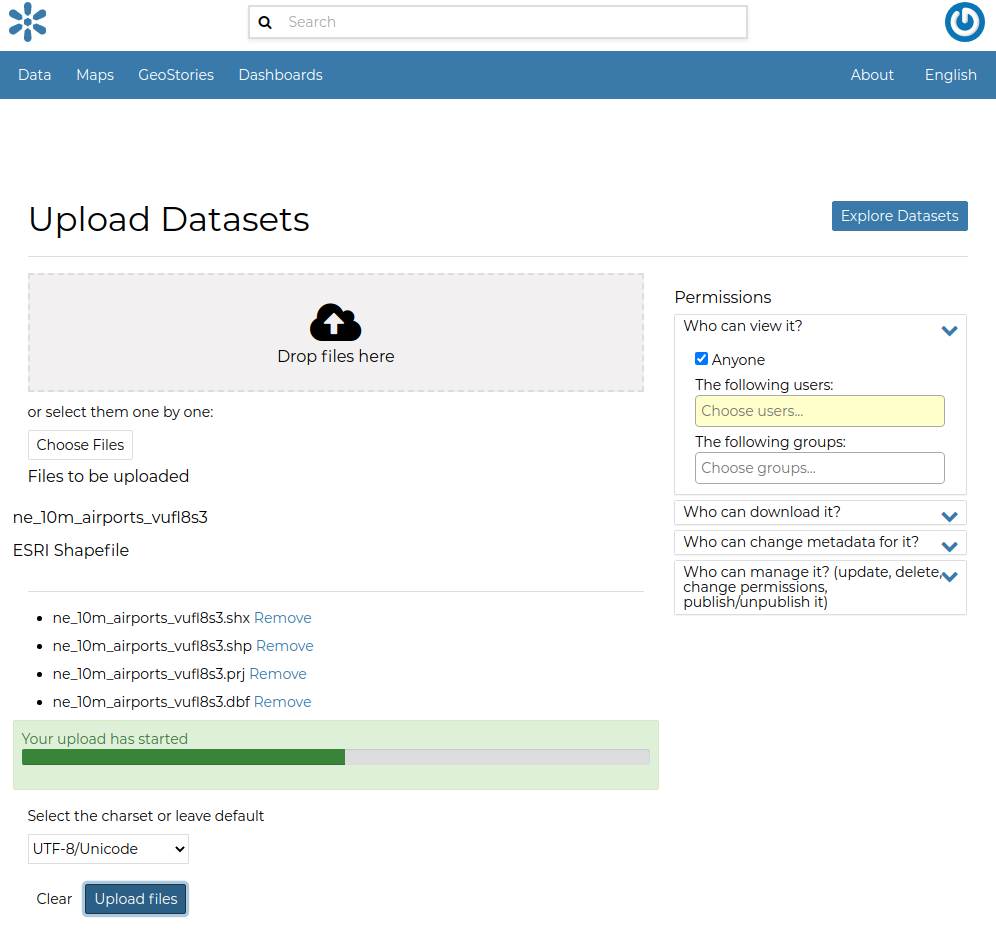 Search
Data Maps GeoStories Dashboards About English
Upload Datasets
Explore Datasets
Drop files here
or select them one by one:
Choose Files
Files to be uploaded
ne_10m_airports_vufl8s3
ESRI Shapefile
ne_10m_airports_vufl8s3.shx Remove
ne_10m_airports_vufl8s3.shp Remove
ne_10m_airports_vufl8s3.prj Remove
ne_10m_airports_vufl8s3.dbf Remove
Your upload has started
Select the charset or leave default
UTF-8/Unicode
Clear Upload files
Permissions
Who can view it?
Anyone
The following users:
Choose users...
The following groups:
Choose groups...
Who can download it?
Who can change metadata for it?
Who can manage it? (update, delete,
change permissions,
publish/unpublish it)